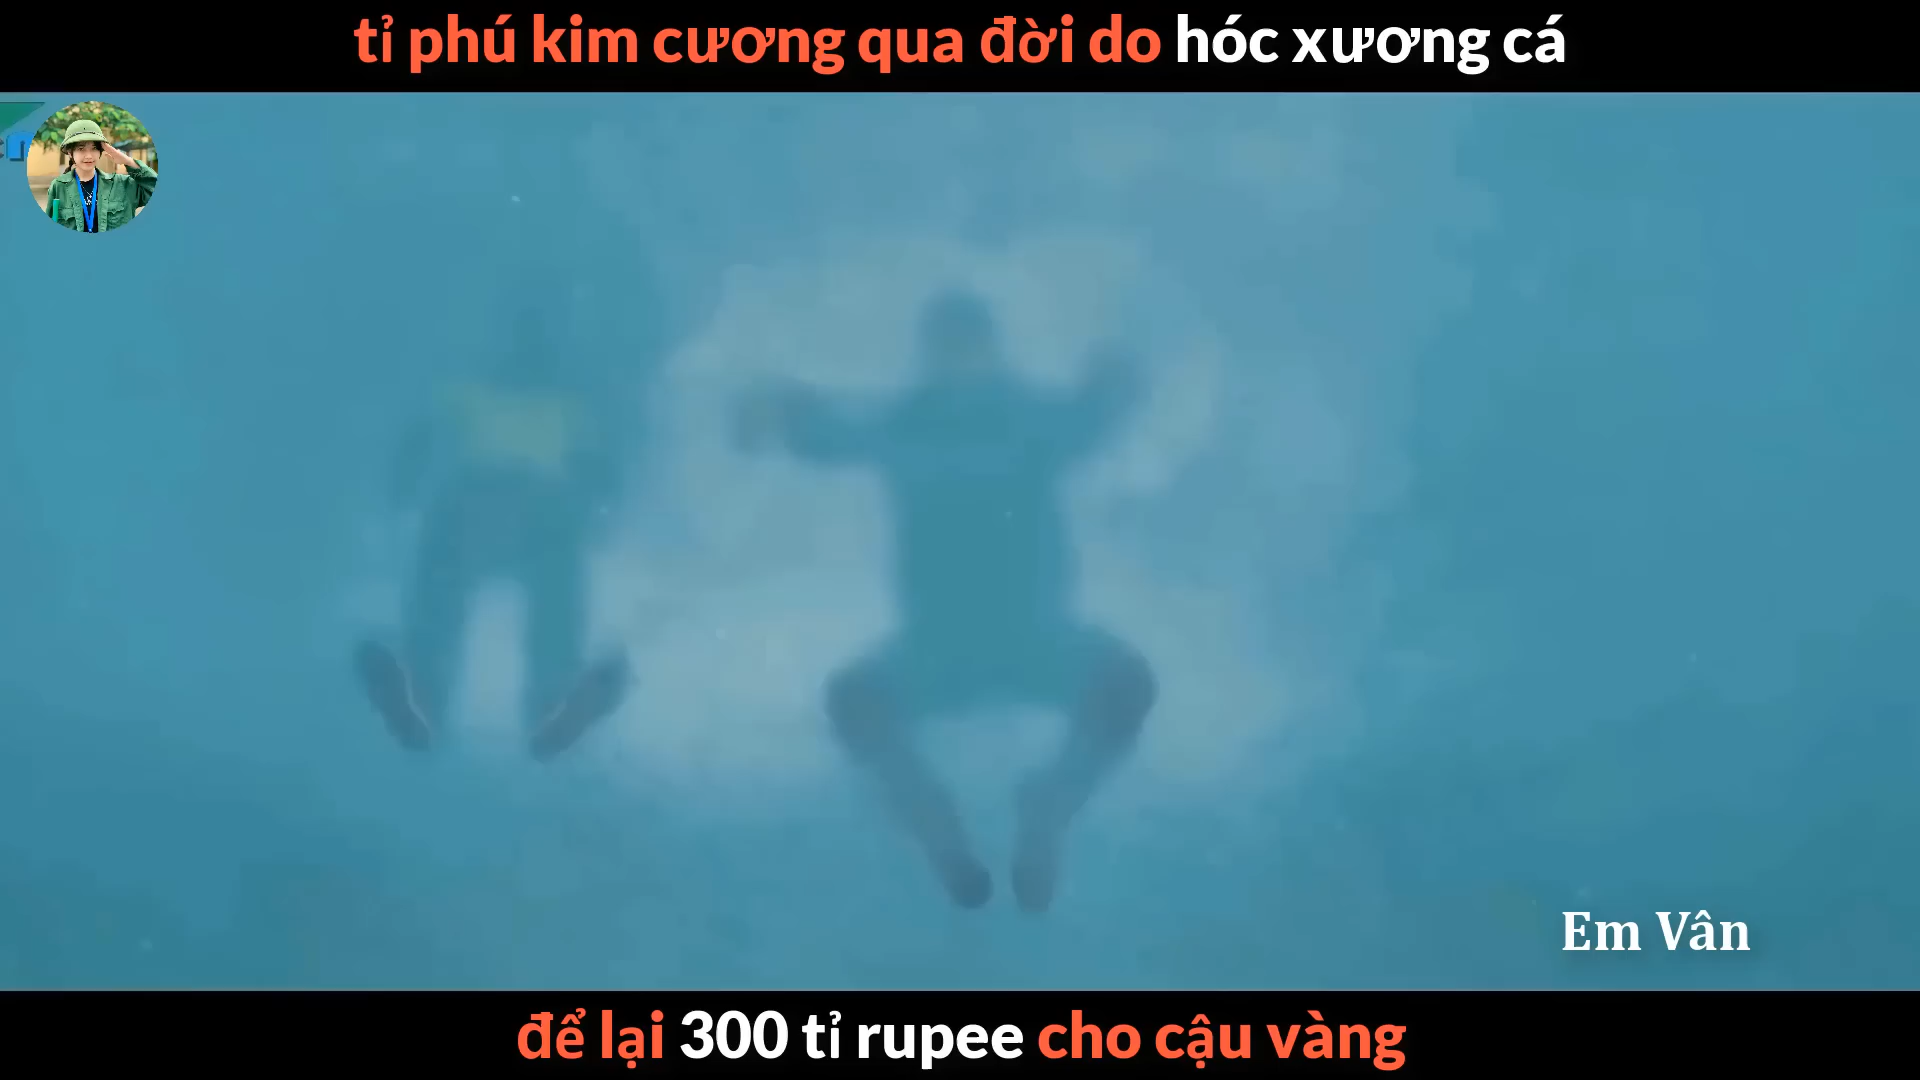 tỉ phú kim cương qua đời do hóc xương cá
Em Vân
để lại 300 tỉ rupee cho cậu vàng